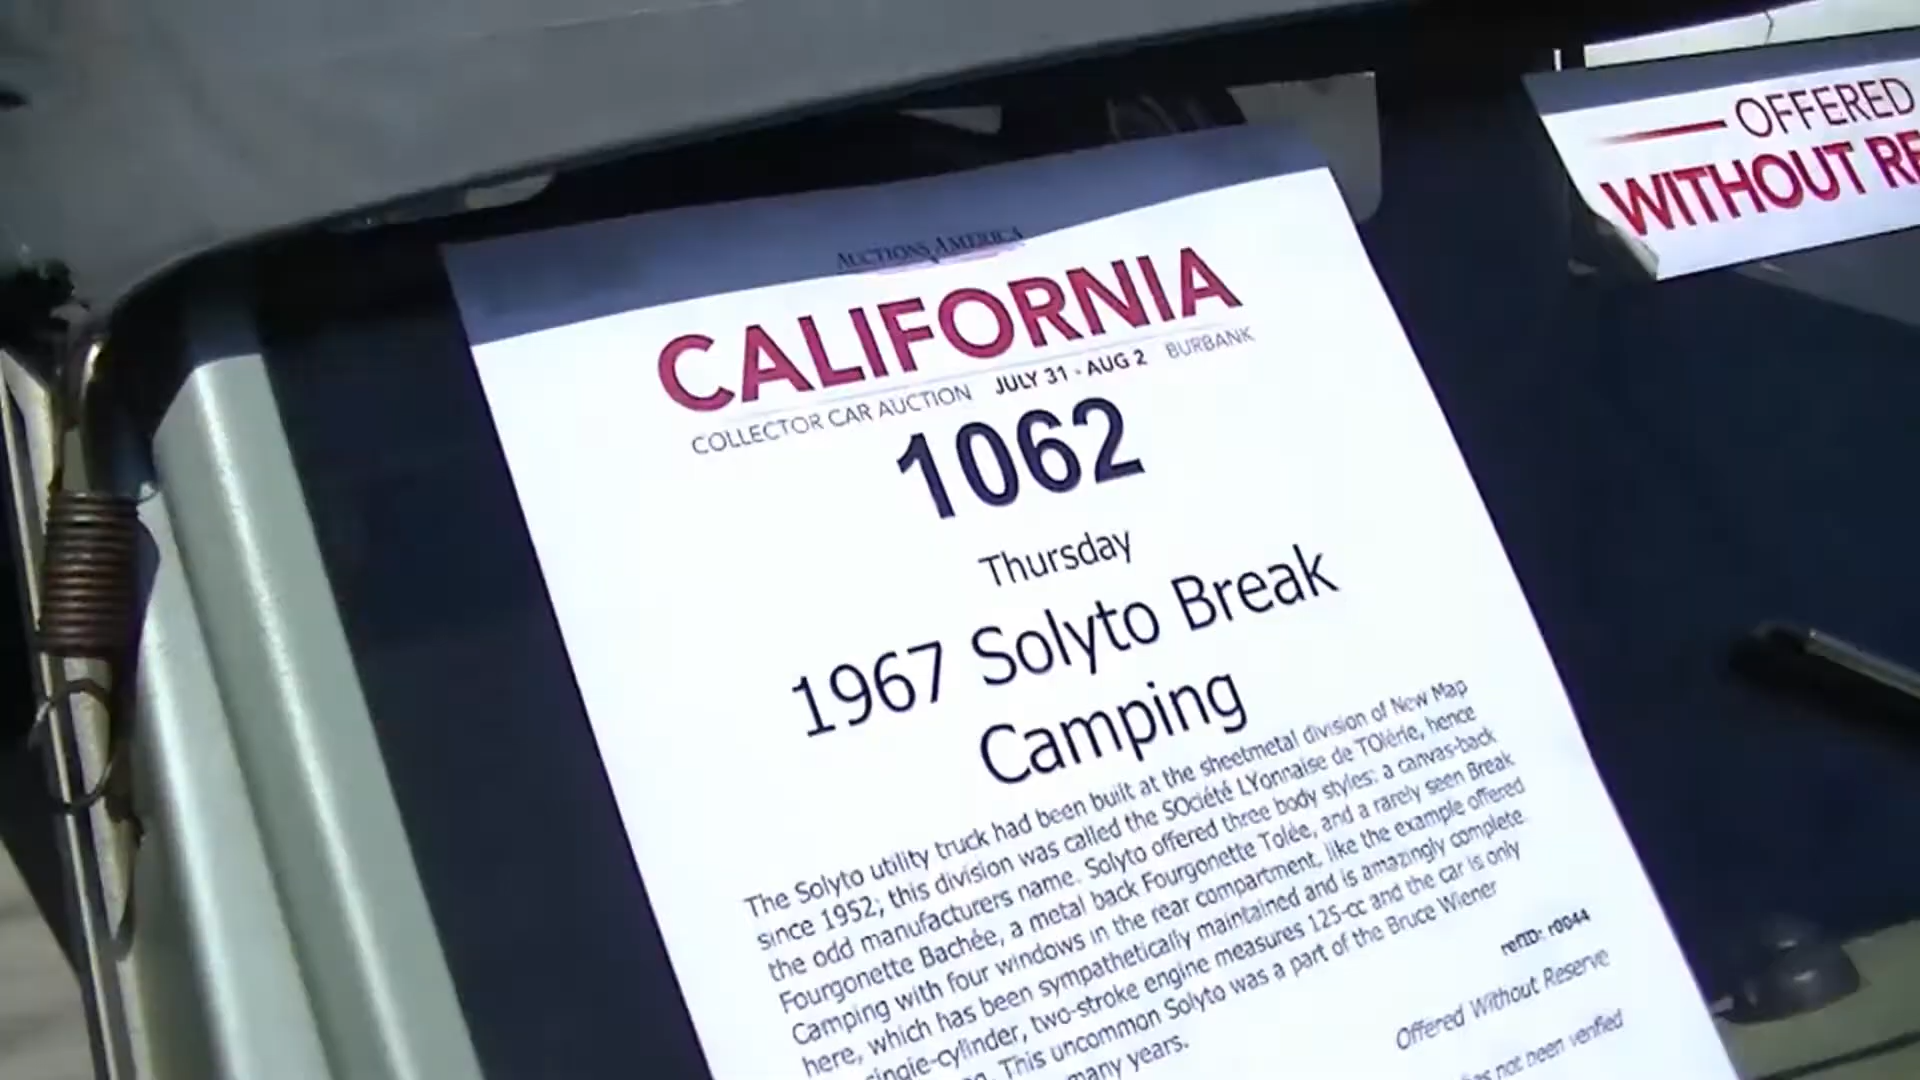 AUCTIONS AMERICA
CALIFORNIA
COLLECTOR CAR AUCTION JULY 31 - AUG 2 BURBANK
1062
Thursday
1967 Solyto Break
Camping
The Solyto utility truck had been built at the sheetmetal division of New Map
since 1952; this division was called the SOciété LYonnaise de TOlérie, hence
the odd manufacturers name. Solyto offered three body styles: a canvas-back
Fourgonette Bachée, a metal back Fourgonette Tolée, and a rarely seen Break
Camping with four windows in the rear compartment, like the example offered
here, which has been sympathetically maintained and is amazingly complete
single-cylinder, two-stroke engine measures 125-cc and the car is only
This uncommon Solyto was a part of the Bruce Wiener
many years.
refID: r0044
Offered Without Reserve
not been verified
OFFERED
WITHOUT RE